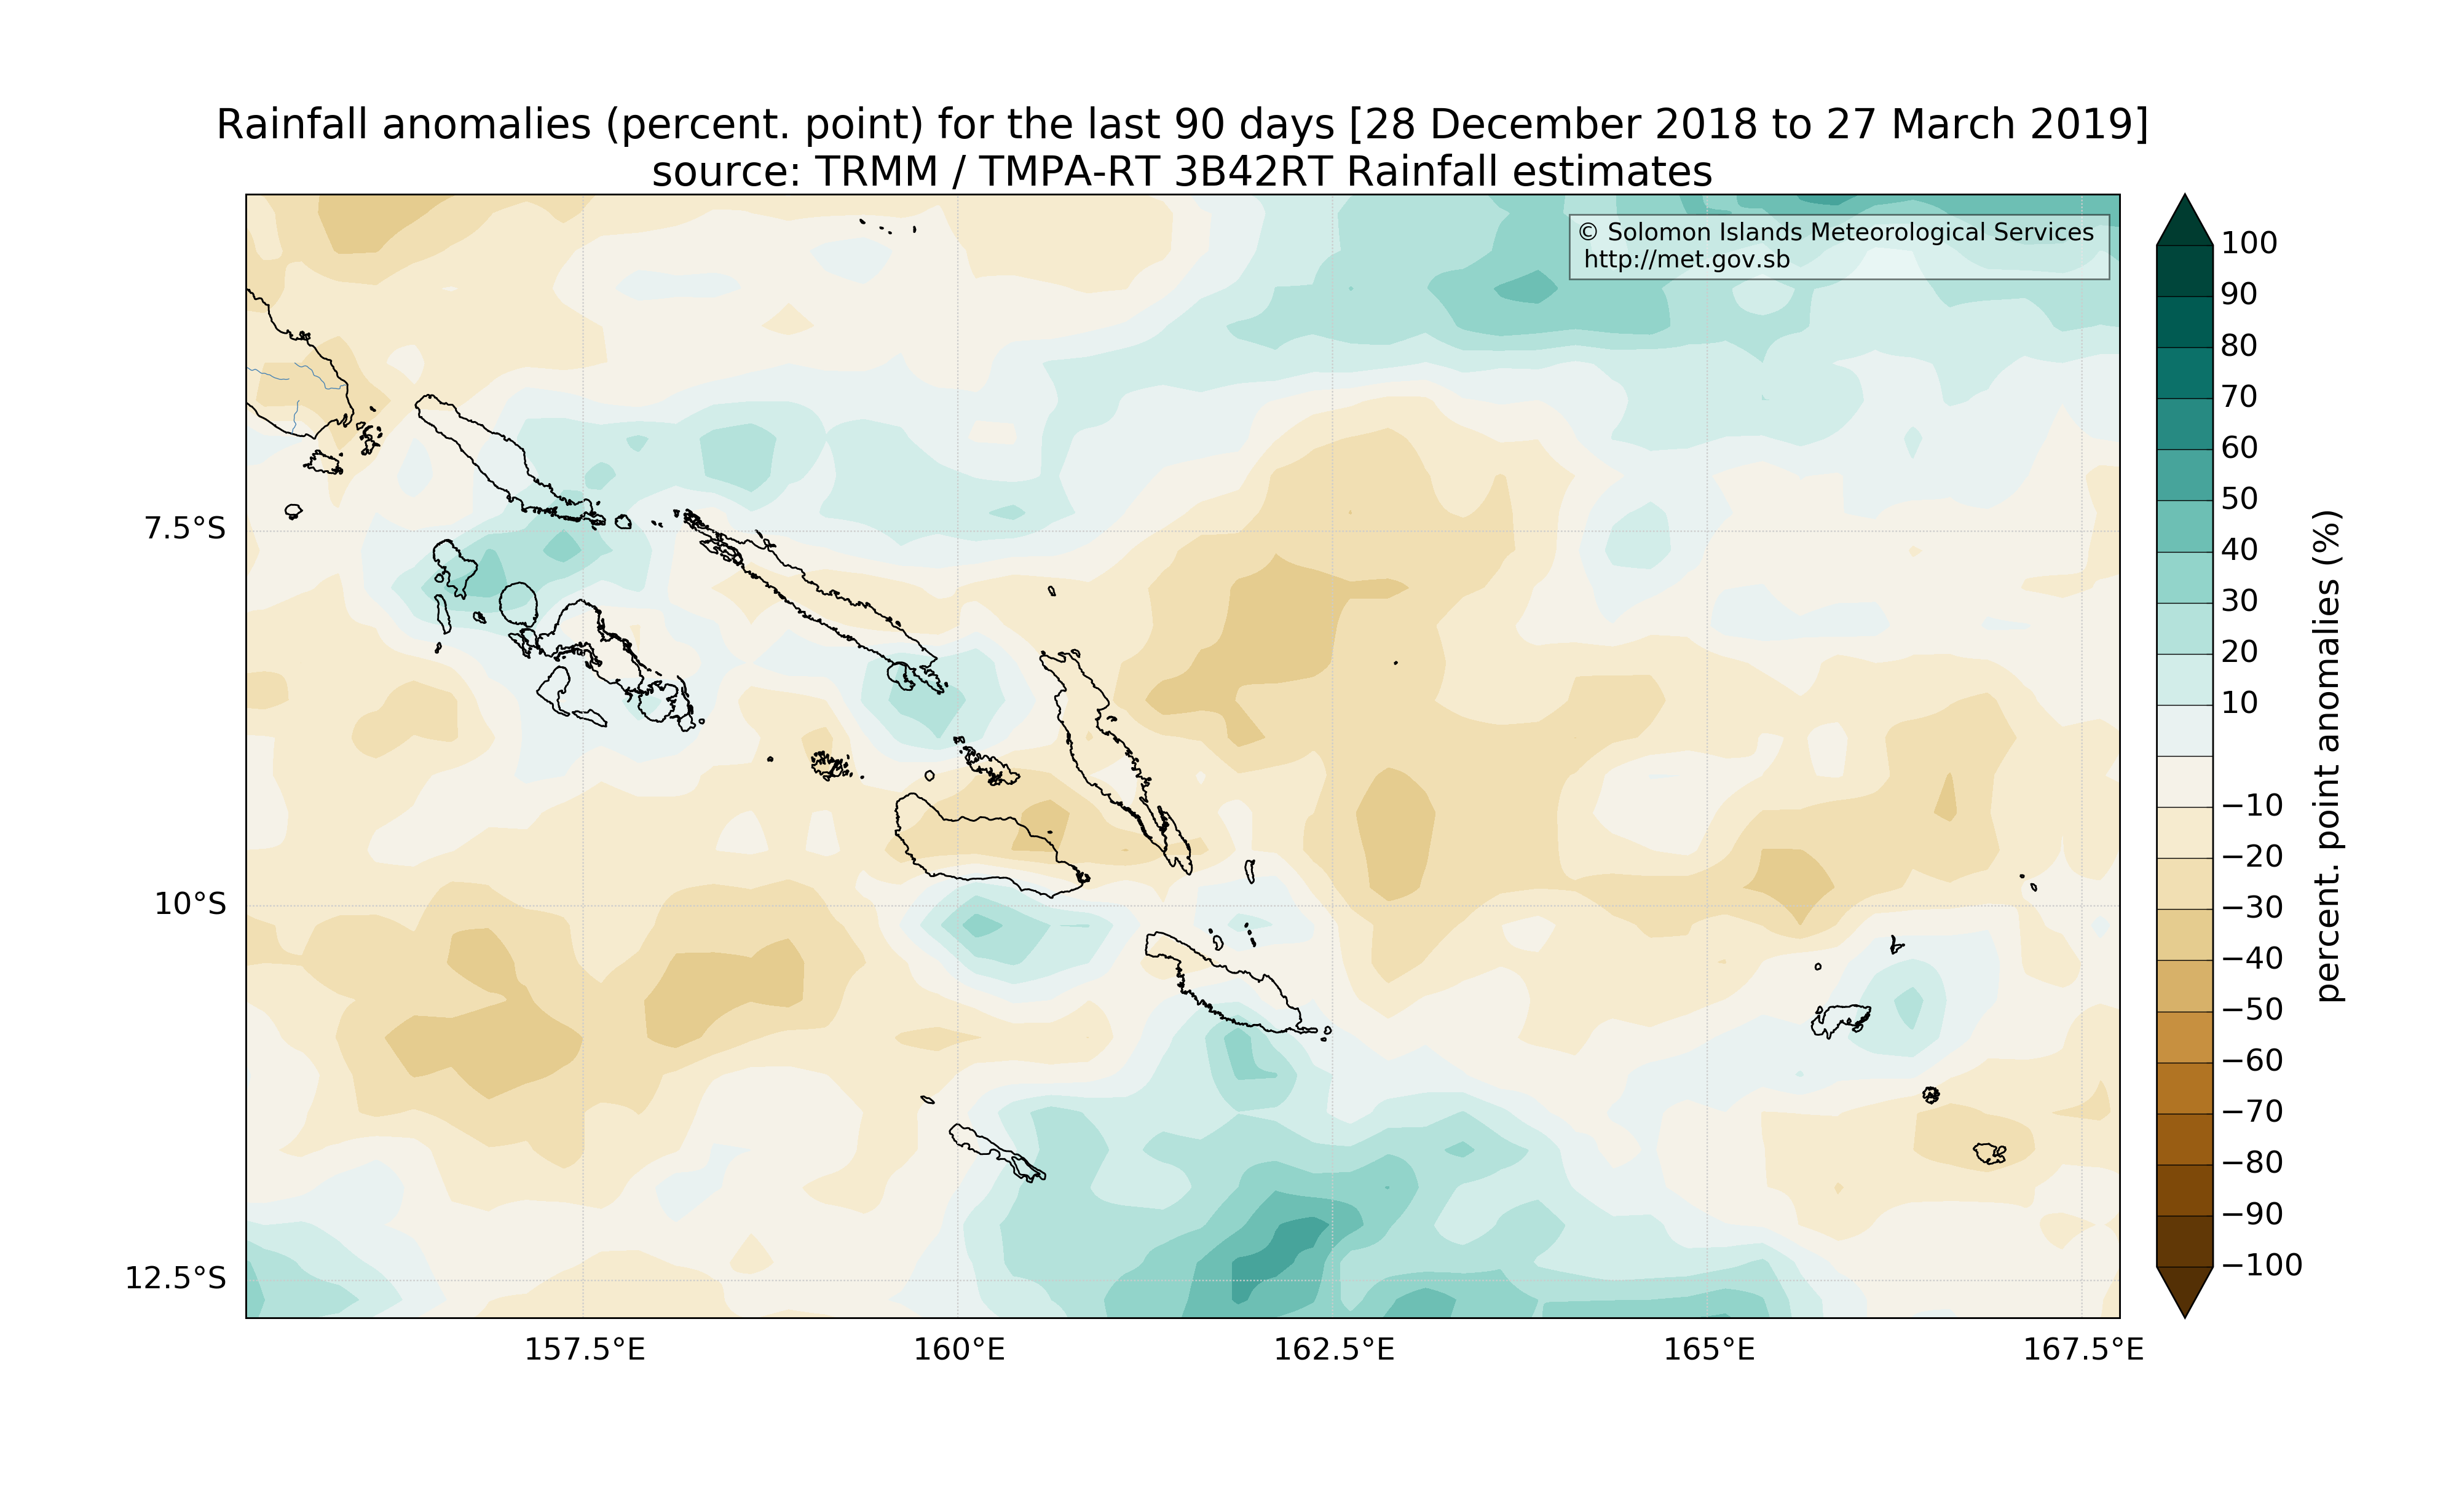 Rainfall anomalies (percent. point) for the last 90 days [28 December 2018 to 27 March 2019]
source: TRMM / TMPA-RT 3B42RT Rainfall estimates
© Solomon Islands Meteorological Services
http://met.gov.sb
7.5°S
10°S
12.5°S
157.5°E
160°E
162.5°E
165°E
167.5°E
100
90
80
70
60
50
40
30
20
10
−10
−20
−30
−40
−50
−60
−70
−80
−90
−100
percent. point anomalies (%)